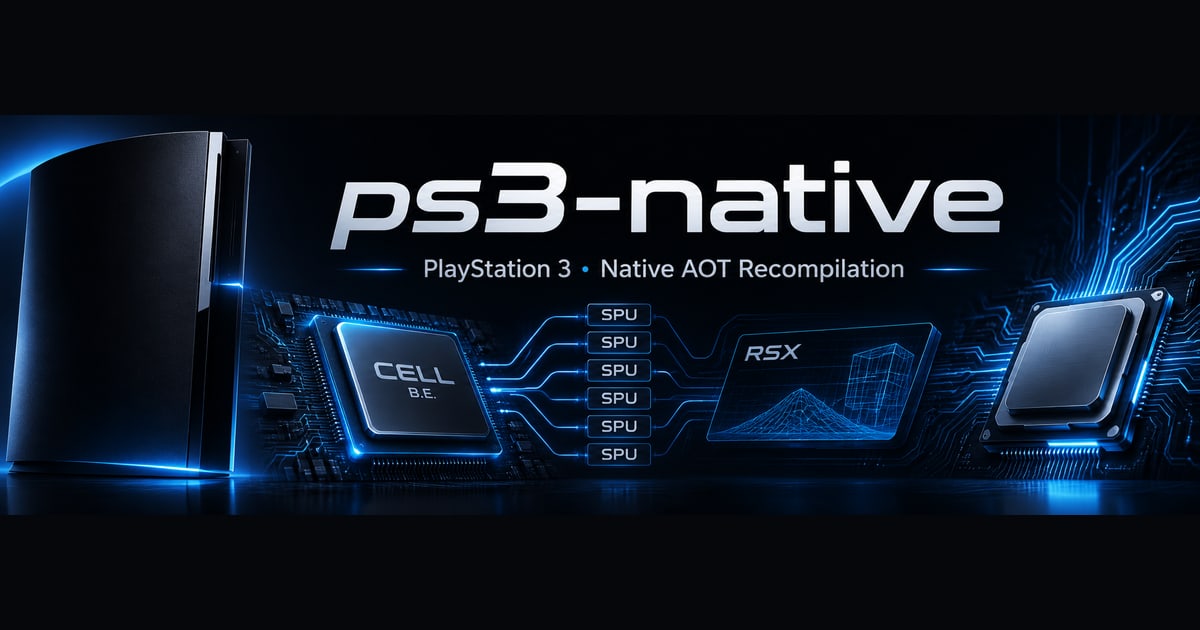 ps3-native
PlayStation 3 • Native AOT Recompilation
CELL
B.E.
SPU
SPU
SPU
SPU
SPU
SPU
RSX